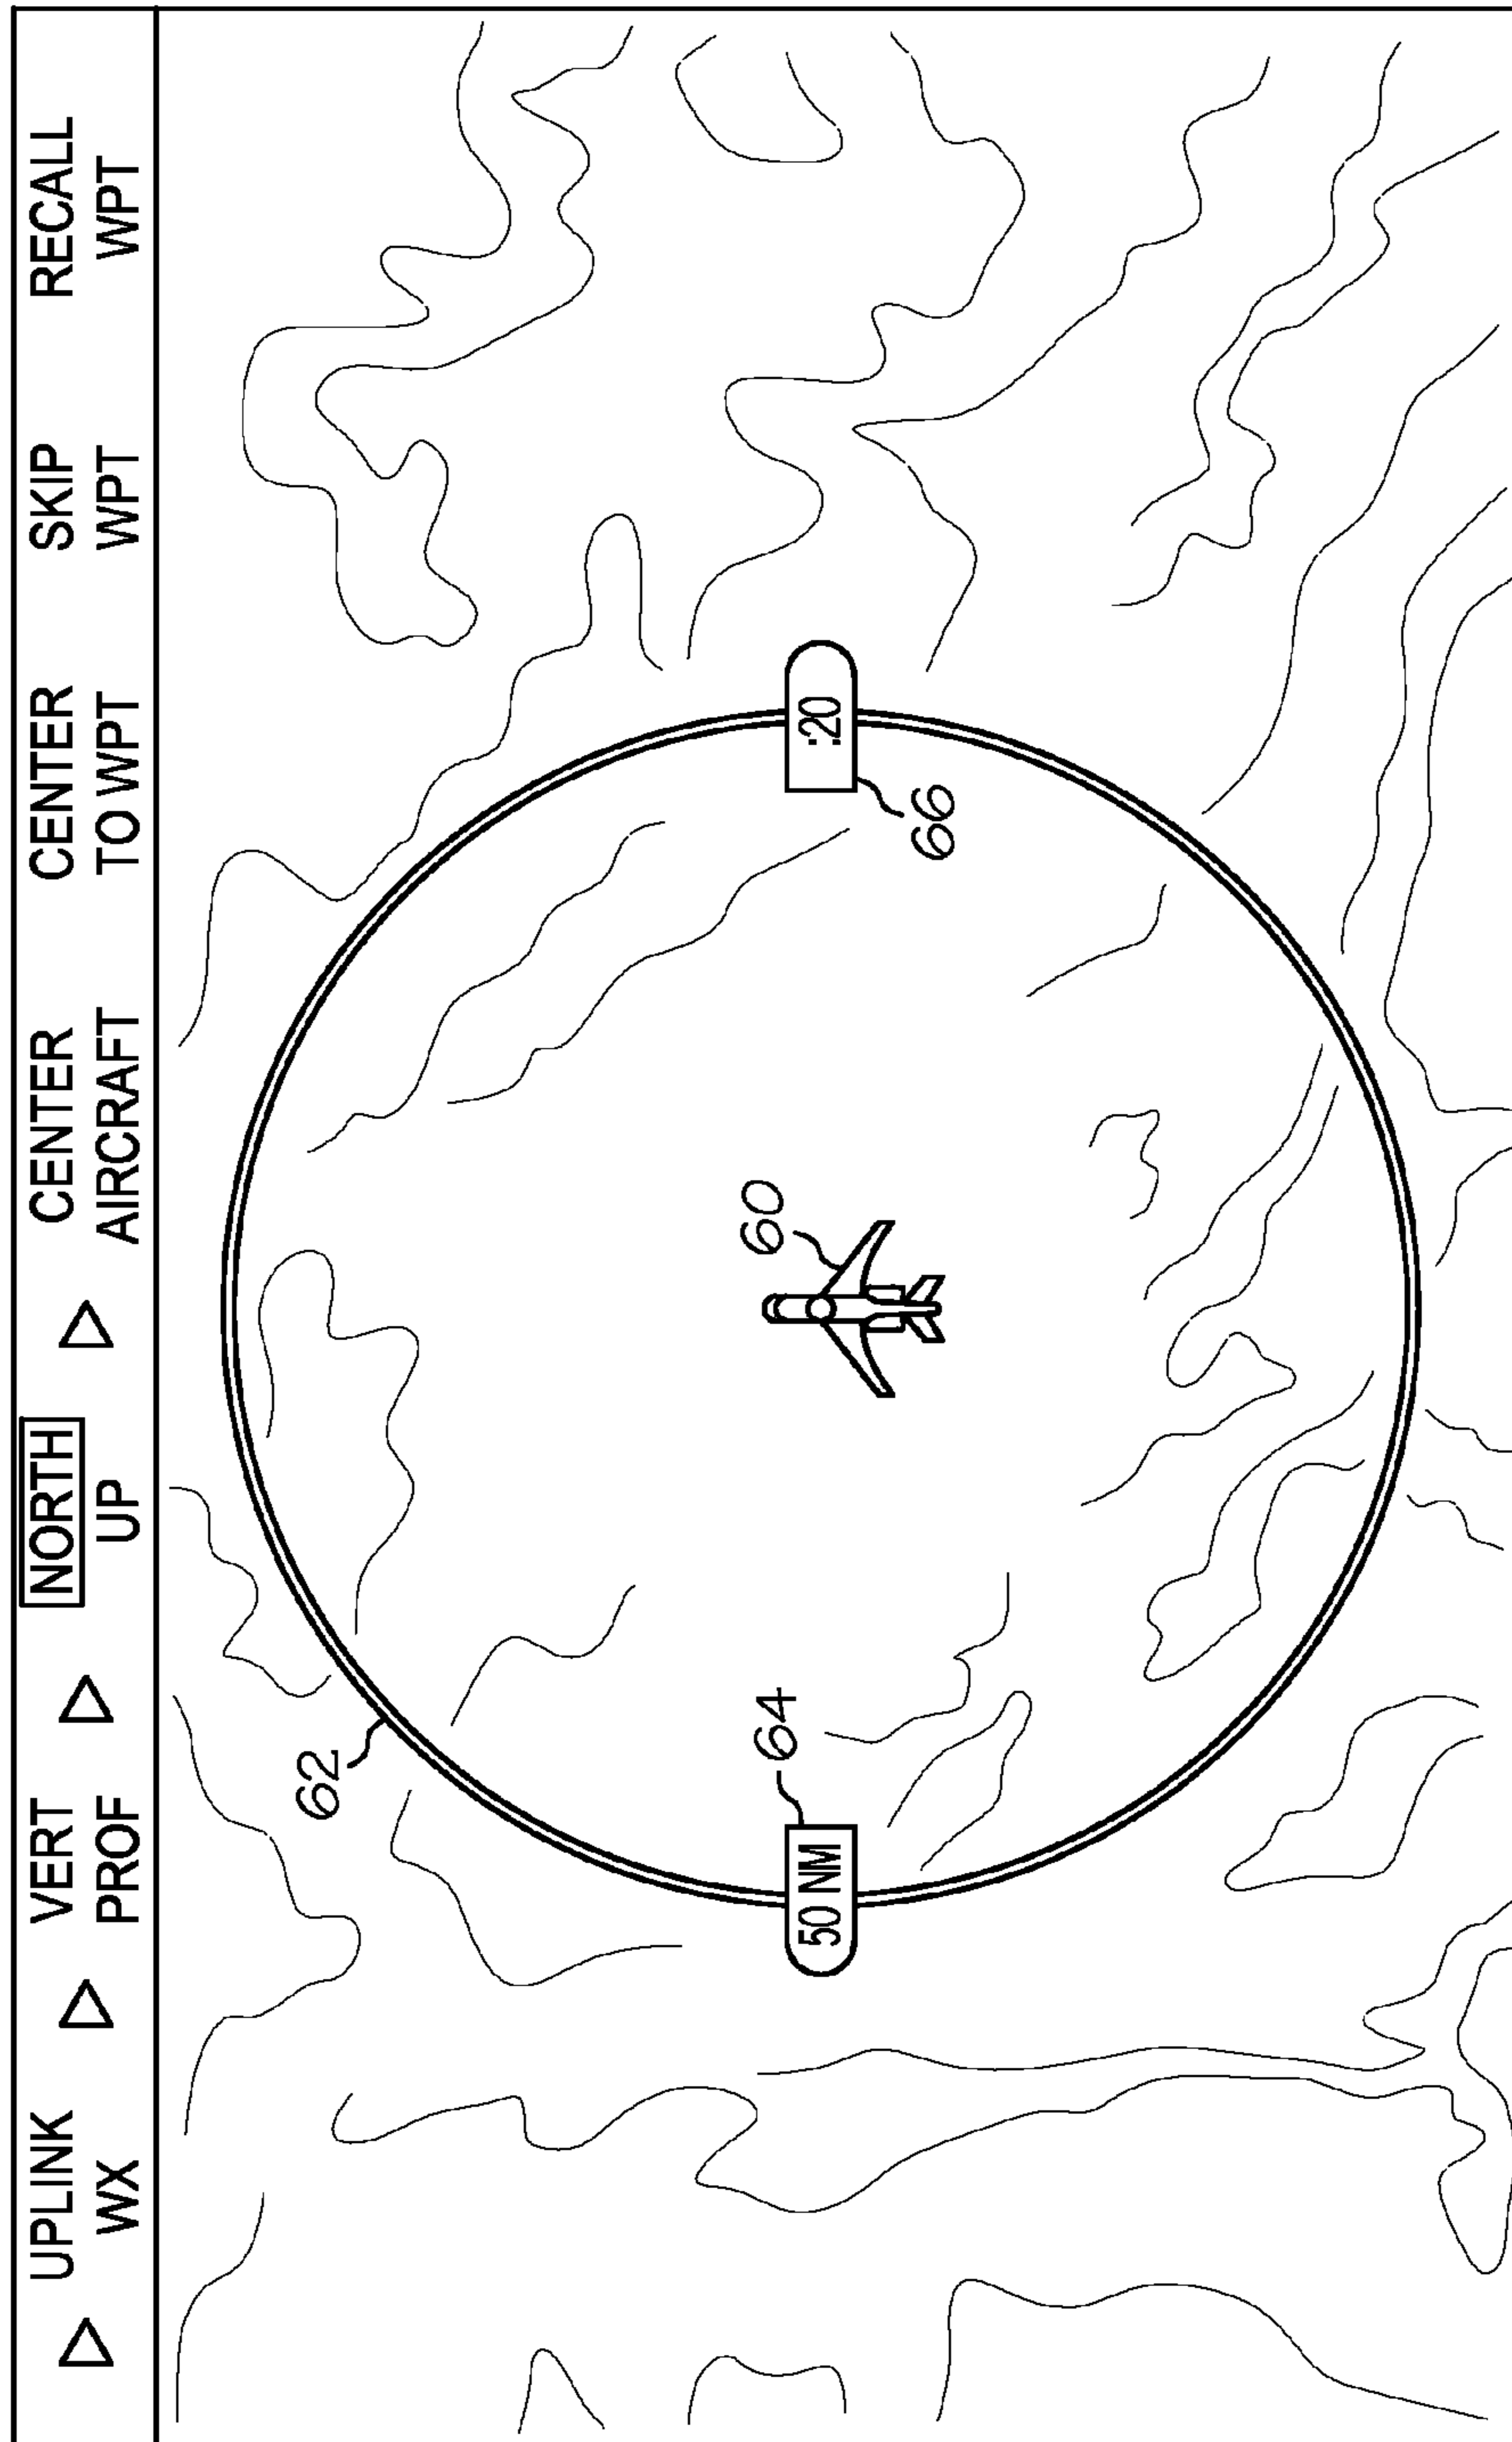 UPLINK WX
VERT PROF
NORTH UP
CENTER AIRCRAFT
CENTER TO WPT
SKIP WPT
RECALL WPT
62
64
50 NM
60
:20
66